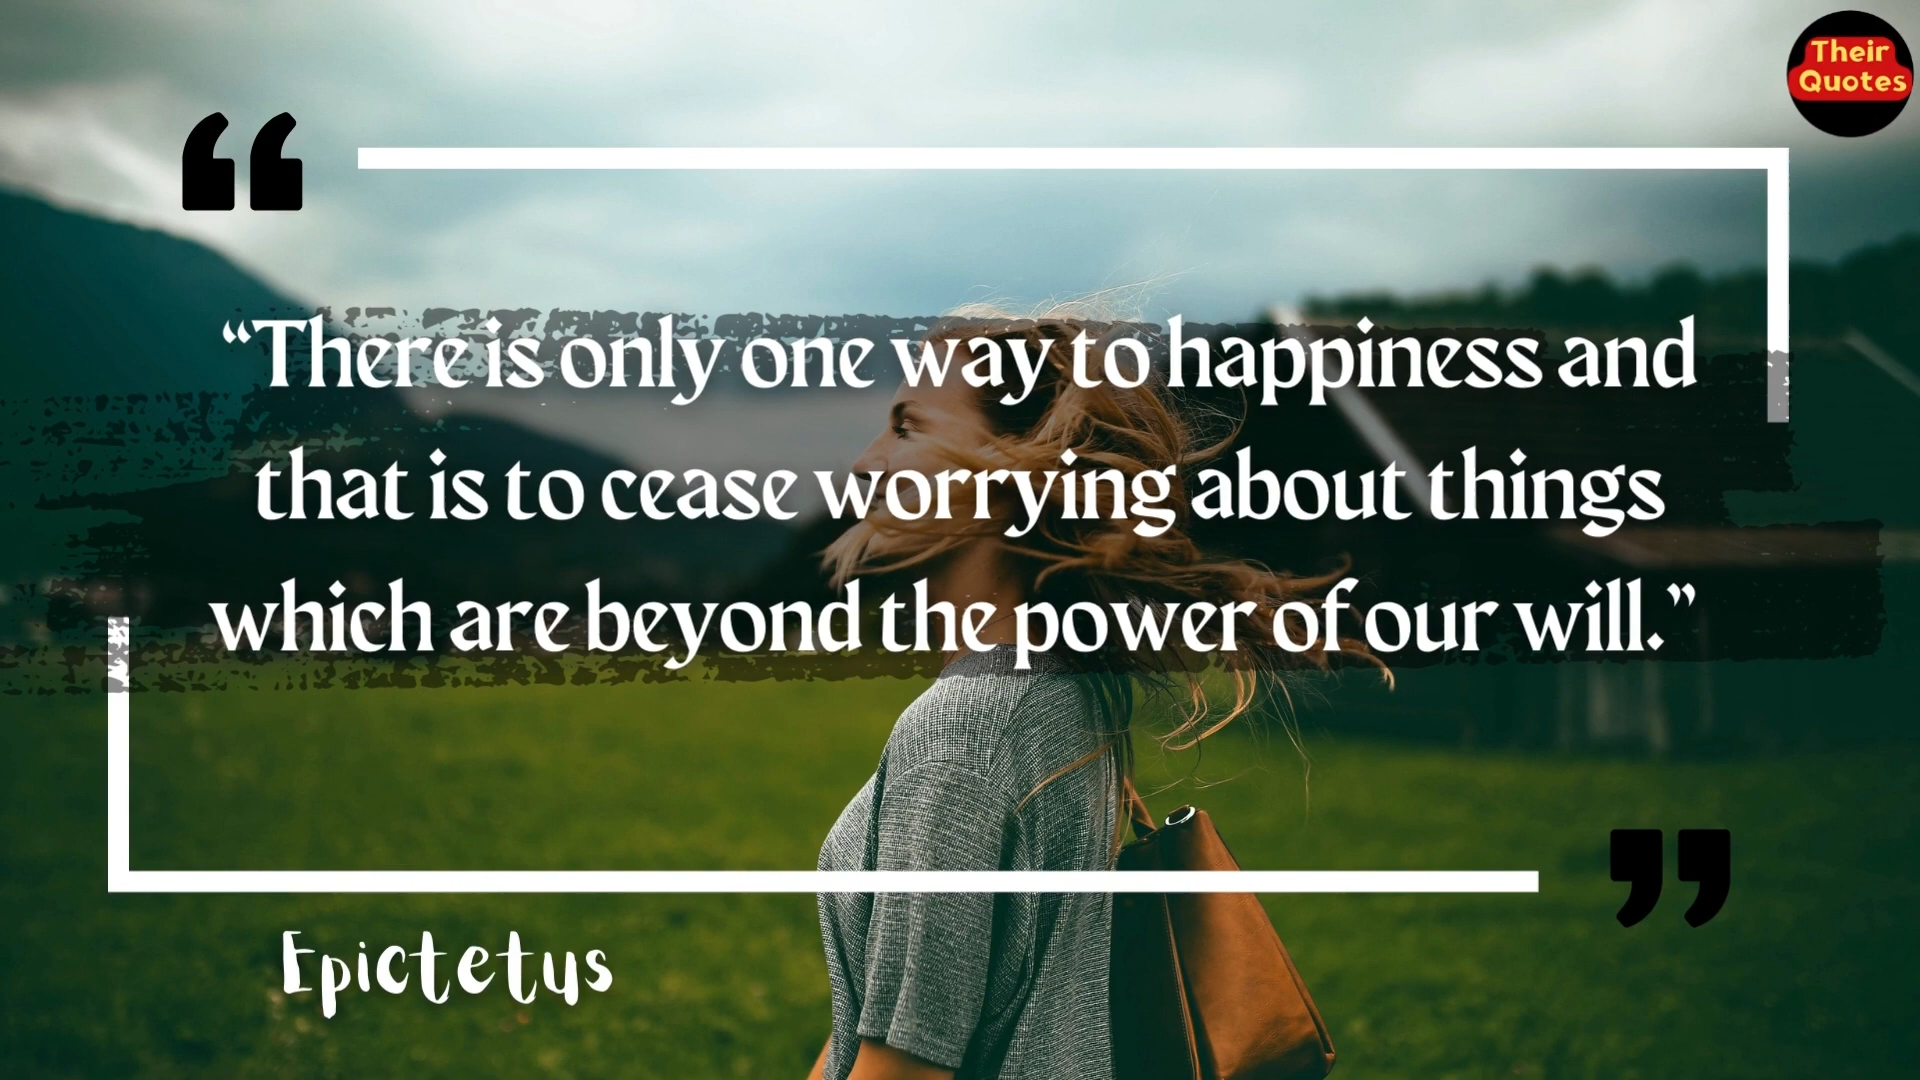 Their
Quotes
“There is only one way to happiness and
that is to cease worrying about things
which are beyond the power of our will.”
Epictetus